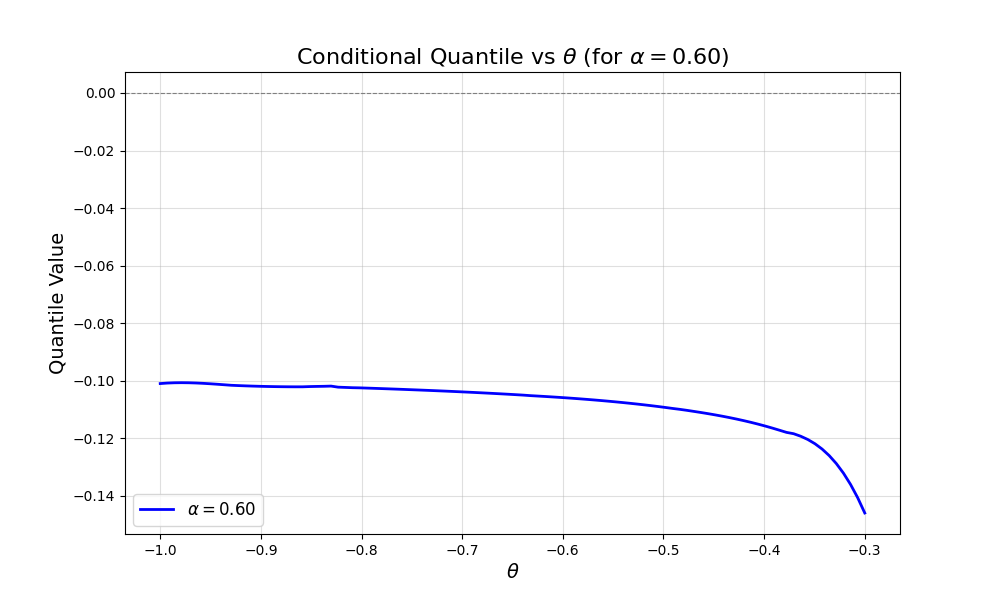 Conditional Quantile vs θ (for α = 0.60)
Quantile Value
0.00
−0.02
−0.04
−0.06
−0.08
−0.10
−0.12
−0.14
α = 0.60
−1.0 −0.9 −0.8 −0.7 −0.6 −0.5 −0.4 −0.3
θ